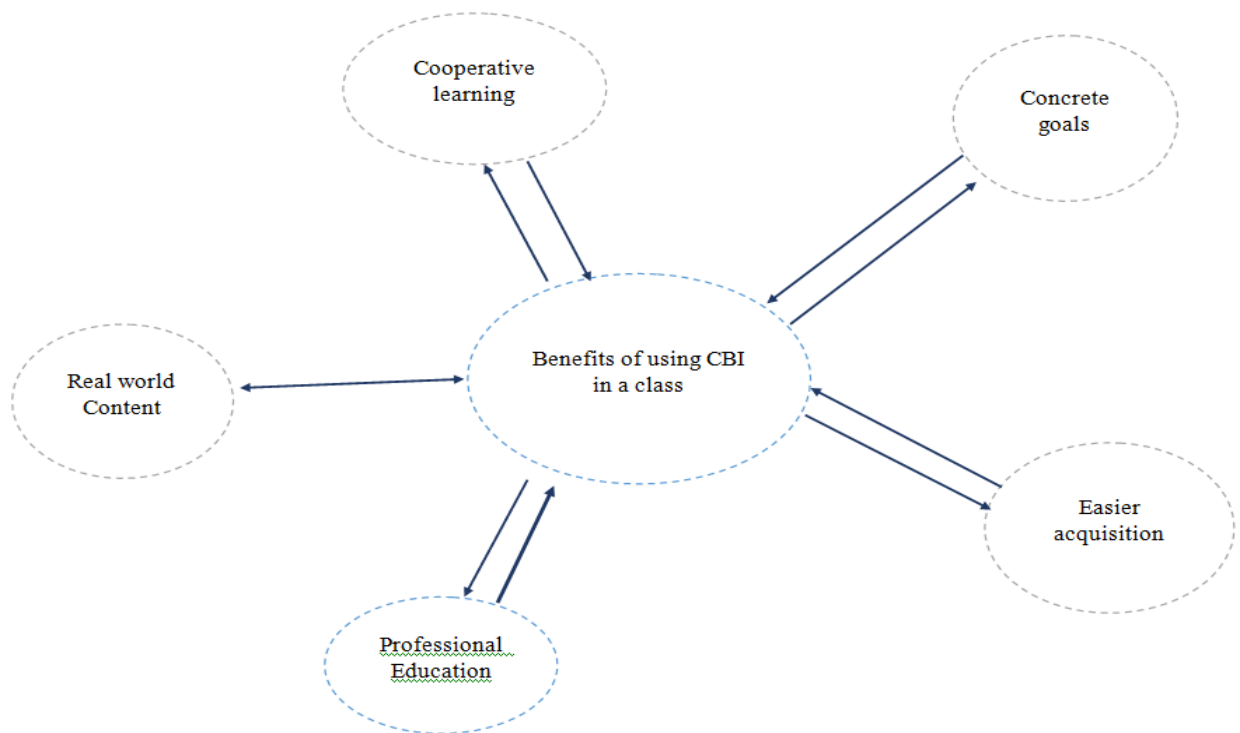 Cooperative
learning
Concrete
goals
Benefits of using CBI
in a class
Real world
Content
Easier
acquisition
Professional
Education